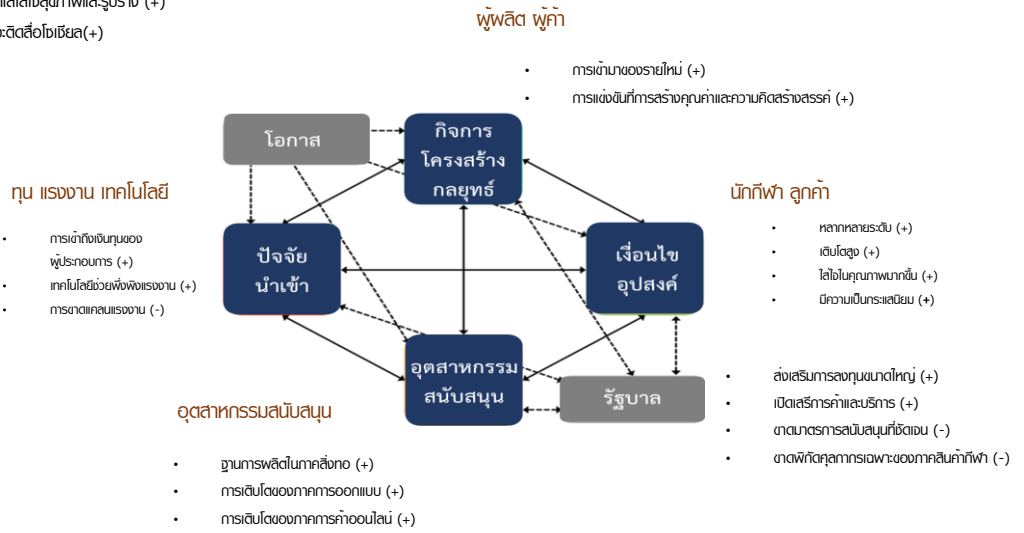 และรูปร่าง (+)
ติดสื่อโซเชียล(+)
ผู้ผลิต ผู้ค้า
• การเข้ามาของรายใหม่ (+)
• การแข่งขันที่การสร้างคุณค่าและความคิดสร้างสรรค์ (+)
โอกาส
กิจการ
โครงสร้าง
กลยุทธ์
ทุน แรงงาน เทคโนโลยี
• การเข้าถึงเงินทุนของ
ผู้ประกอบการ (+)
• เทคโนโลยีช่วยพึ่งพิงแรงงาน (+)
• การขาดแคลนแรงงาน (-)
ปัจจัย
นำเข้า
เงื่อนไข
อุปสงค์
นักกีฬา ลูกค้า
• หลากหลายระดับ (+)
• เติบโตสูง (+)
• ใส่ใจในคุณภาพมากขึ้น (+)
• มีความเป็นกระแสนิยม (+)
อุตสาหกรรม
สนับสนุน
รัฐบาล
• ส่งเสริมการลงทุนขนาดใหญ่ (+)
• เปิดเสรีการค้าและบริการ (+)
• ขาดมาตรการสนับสนุนที่ชัดเจน (-)
• ขาดพิกัดศุลกากรเฉพาะของภาคสินค้ากีฬา (-)
อุตสาหกรรมสนับสนุน
• ฐานการผลิตในภาคสิ่งทอ (+)
• การเติบโตของภาคการออกแบบ (+)
• การเติบโตของภาคการค้าออนไลน์ (+)